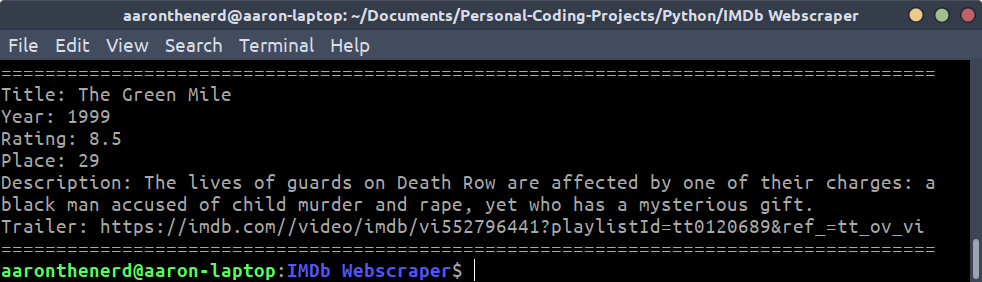 aaronthenerd@aaron-laptop: ~/Documents/Personal-Coding-Projects/Python/IMDb Webscraper
File Edit View Search Terminal Help
=====================================================================================
Title: The Green Mile
Year: 1999
Rating: 8.5
Place: 29
Description: The lives of guards on Death Row are affected by one of their charges: a
black man accused of child murder and rape, yet who has a mysterious gift.
Trailer: https://imdb.com//video/imdb/vi552796441?playlistId=tt0120689&ref_=tt_ov_vi
=====================================================================================
aaronthenerd@aaron-laptop:IMDb Webscraper$